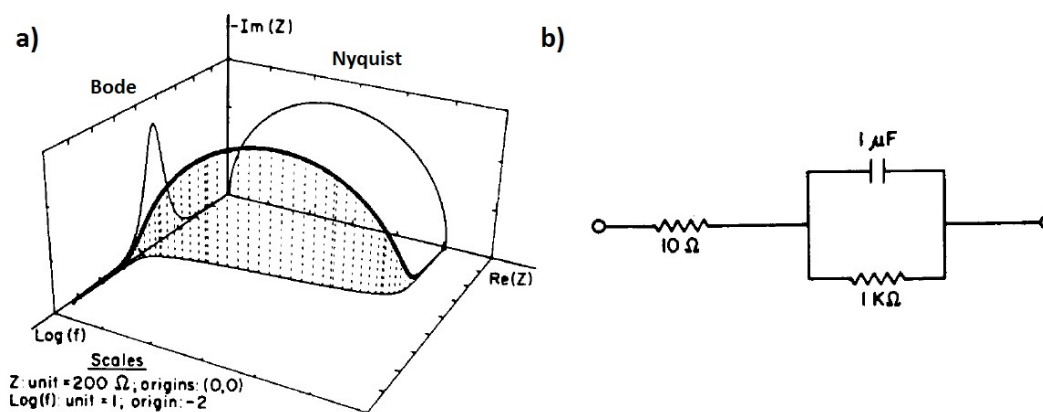 a)
-Im(Z)
Nyquist
Bode
Re(Z)
Log(f)
Scales
Z: unit = 200 Ω; origins: (0,0)
Log(f): unit = 1; origin: -2
b)
1 μF
10 Ω
1 KΩ